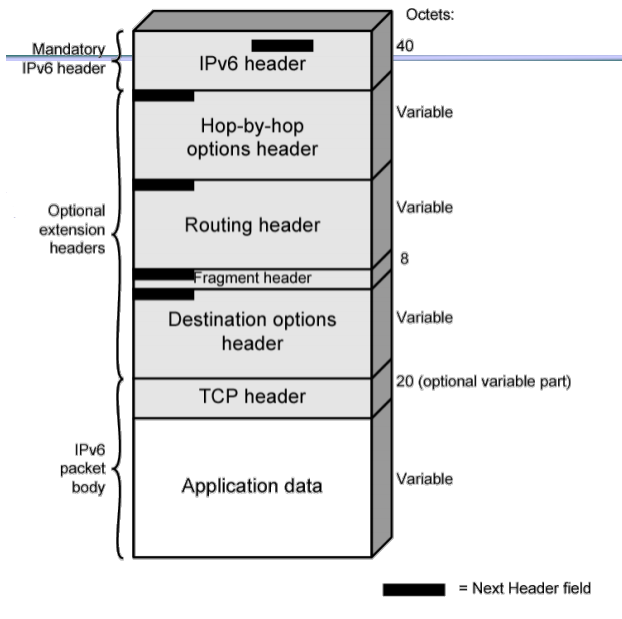 Octets:
Mandatory
IPv6 header
IPv6 header
40
Hop-by-hop
options header
Variable
Optional
extension
headers
Routing header
Variable
Fragment header
8
Destination options
header
Variable
TCP header
20 (optional variable part)
IPv6
packet
body
Application data
Variable
= Next Header field